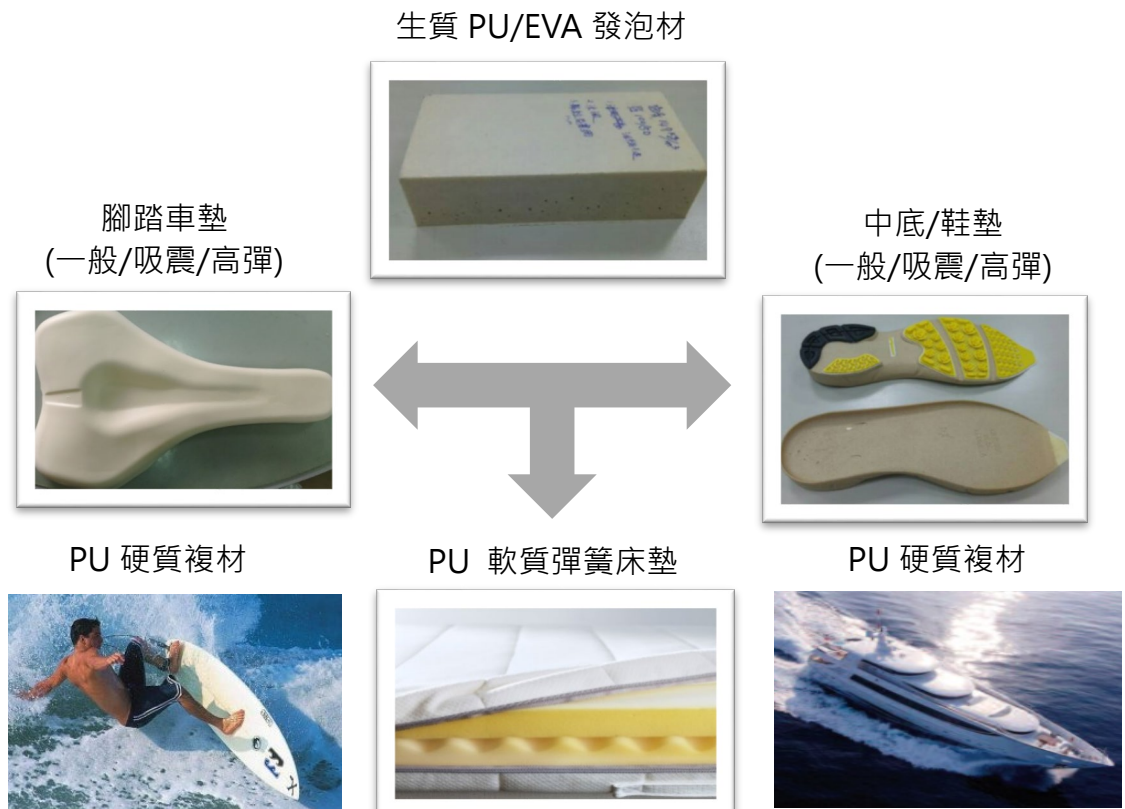 生質 PU/EVA 發泡材
腳踏車墊
(一般/吸震/高彈)
中底/鞋墊
(一般/吸震/高彈)
PU 硬質複材
PU 軟質彈簧床墊
PU 硬質複材